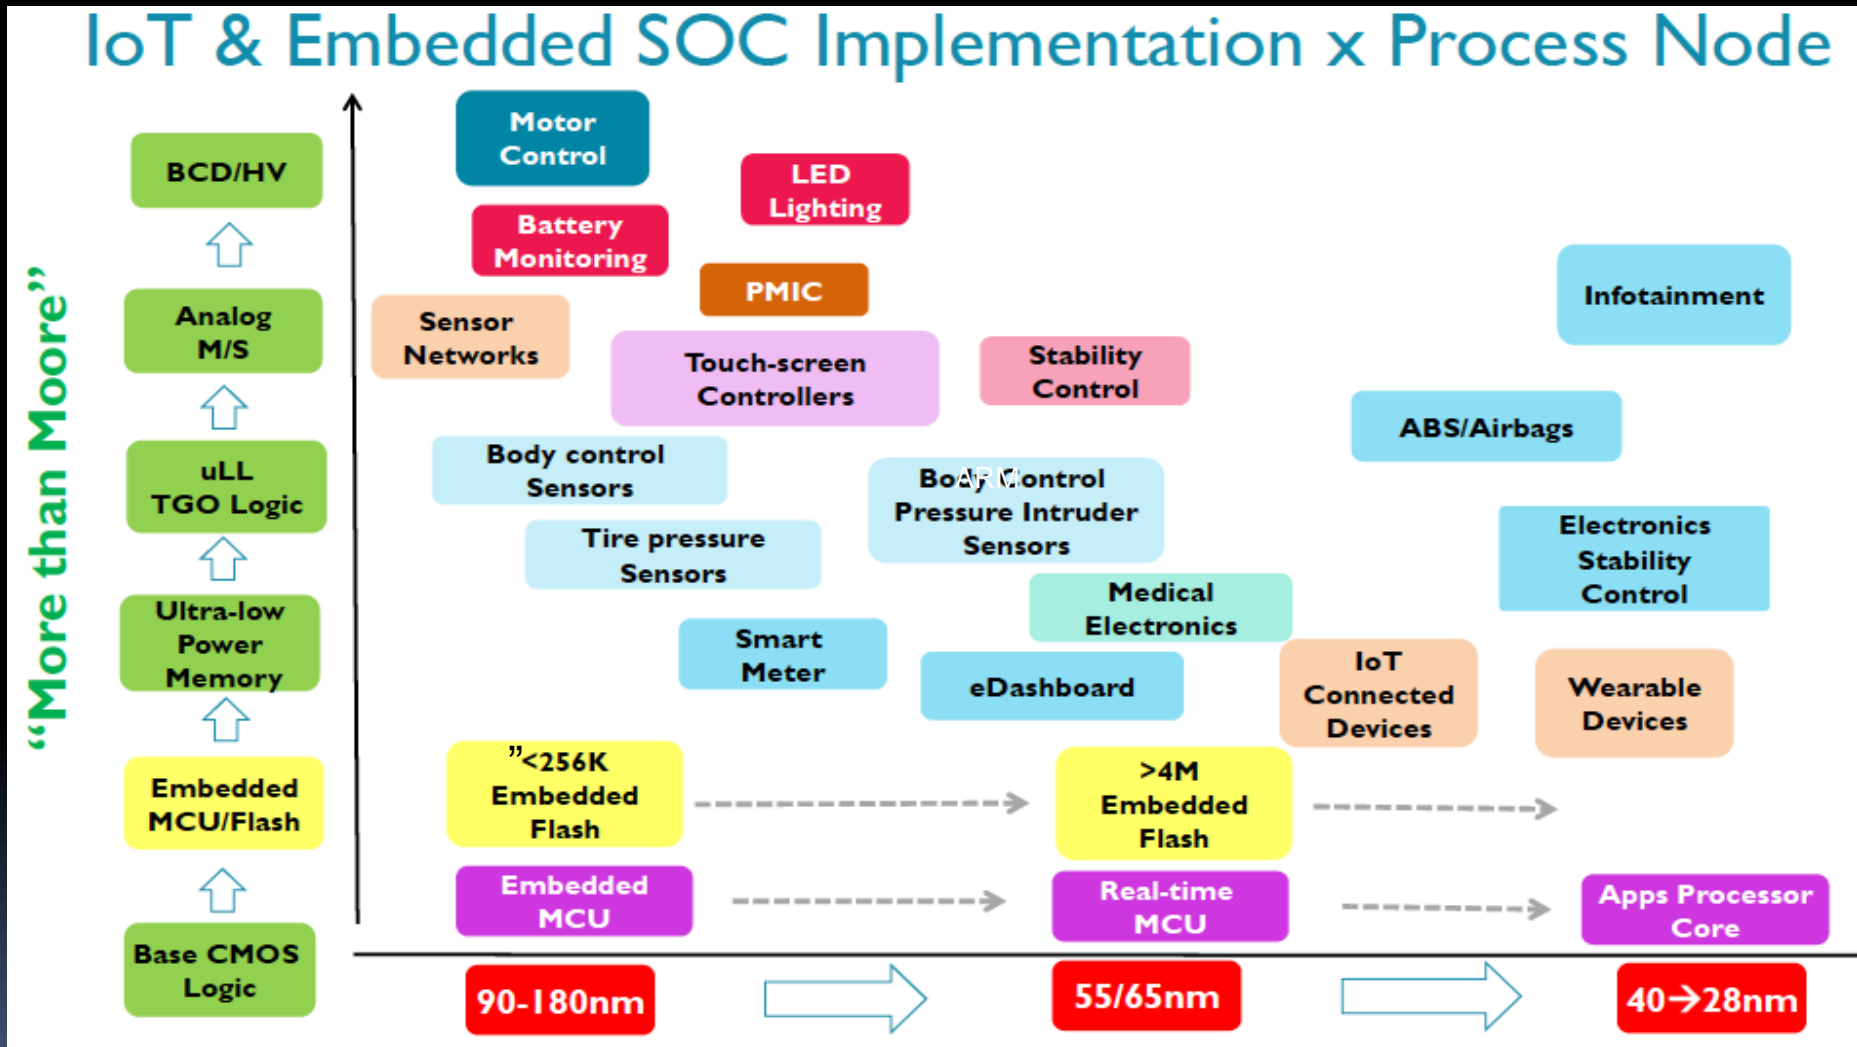 IoT & Embedded SOC Implementation x Process Node
"More than Moore"
BCD/HV
Analog
M/S
uLL
TGO Logic
Ultra-low
Power
Memory
Embedded
MCU/Flash
Base CMOS
Logic
Motor
Control
LED
Lighting
Battery
Monitoring
PMIC
Infotainment
Sensor
Networks
Touch-screen
Controllers
Stability
Control
ABS/Airbags
Body control
Sensors
Body Control
Pressure Intruder
Sensors
ARM
Tire pressure
Sensors
Electronics
Stability
Control
Medical
Electronics
Smart
Meter
eDashboard
IoT
Connected
Devices
Wearable
Devices
”<256K
Embedded
Flash
>4M
Embedded
Flash
Embedded
MCU
Real-time
MCU
Apps Processor
Core
90-180nm
55/65nm
40→28nm